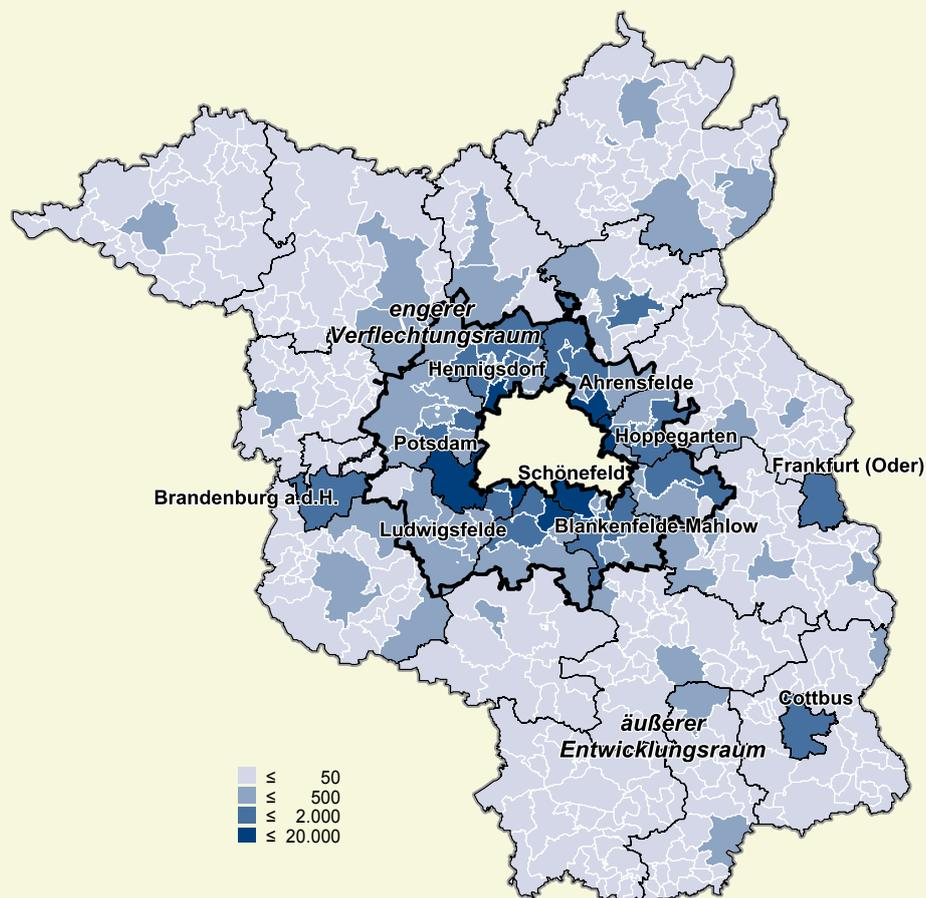 engerer
Verflechtungsraum
Hennigsdorf
Ahrensfelde
Potsdam
Hoppegarten
Schönefeld
Frankfurt (Oder)
Brandenburg a.d.H.
Ludwigsfelde
Blankenfelde-Mahlow
Cottbus
äußerer
Entwicklungsraum
≤ 50
≤ 500
≤ 2.000
≤ 20.000